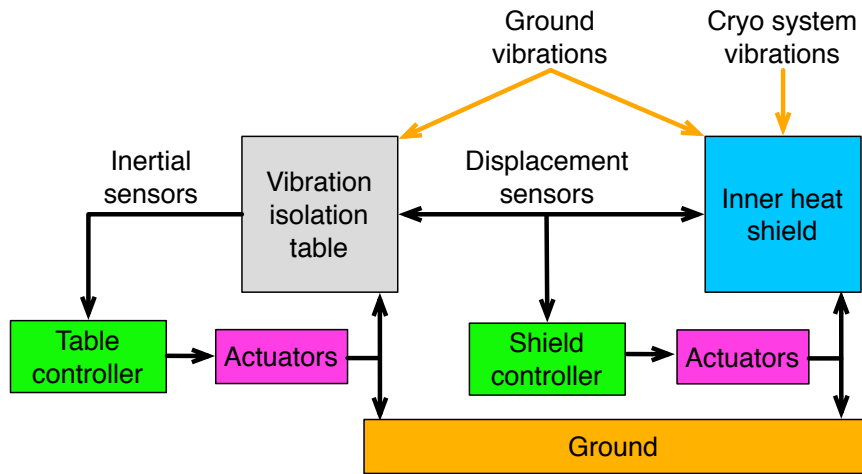 Ground
vibrations
Cryo system
vibrations
Inertial
sensors
Vibration
isolation
table
Displacement
sensors
Inner heat
shield
Table
controller
Actuators
Shield
controller
Actuators
Ground